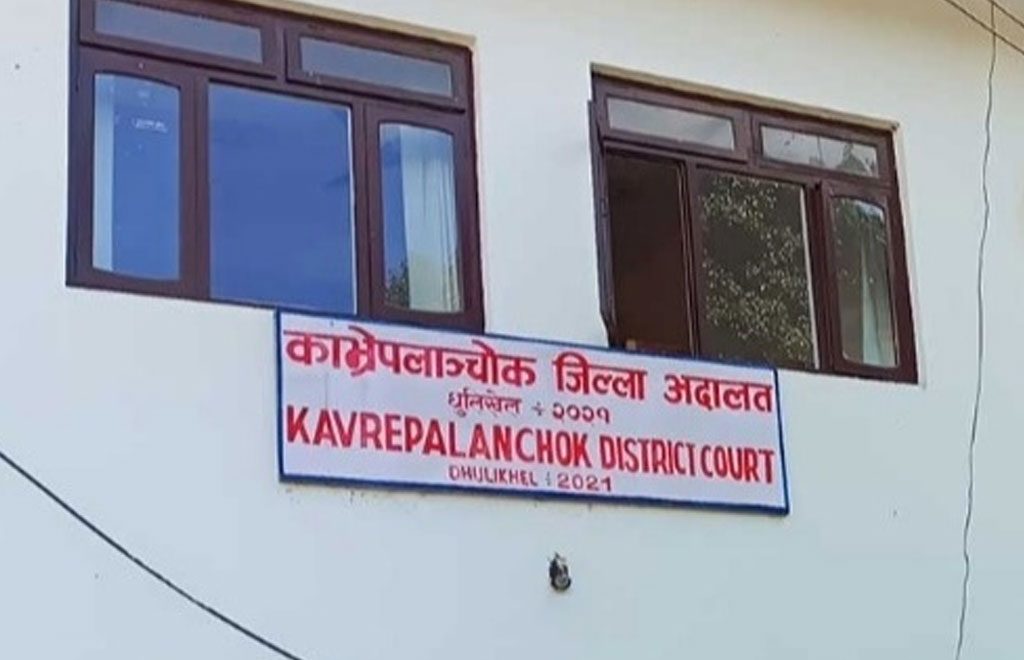 काभ्रेपलाञ्चोक जिल्ला अदालत
धुलिखेल ÷ २०२१
KAVREPALANCHOK DISTRICT COURT
DHULIKHEL ÷ 2021